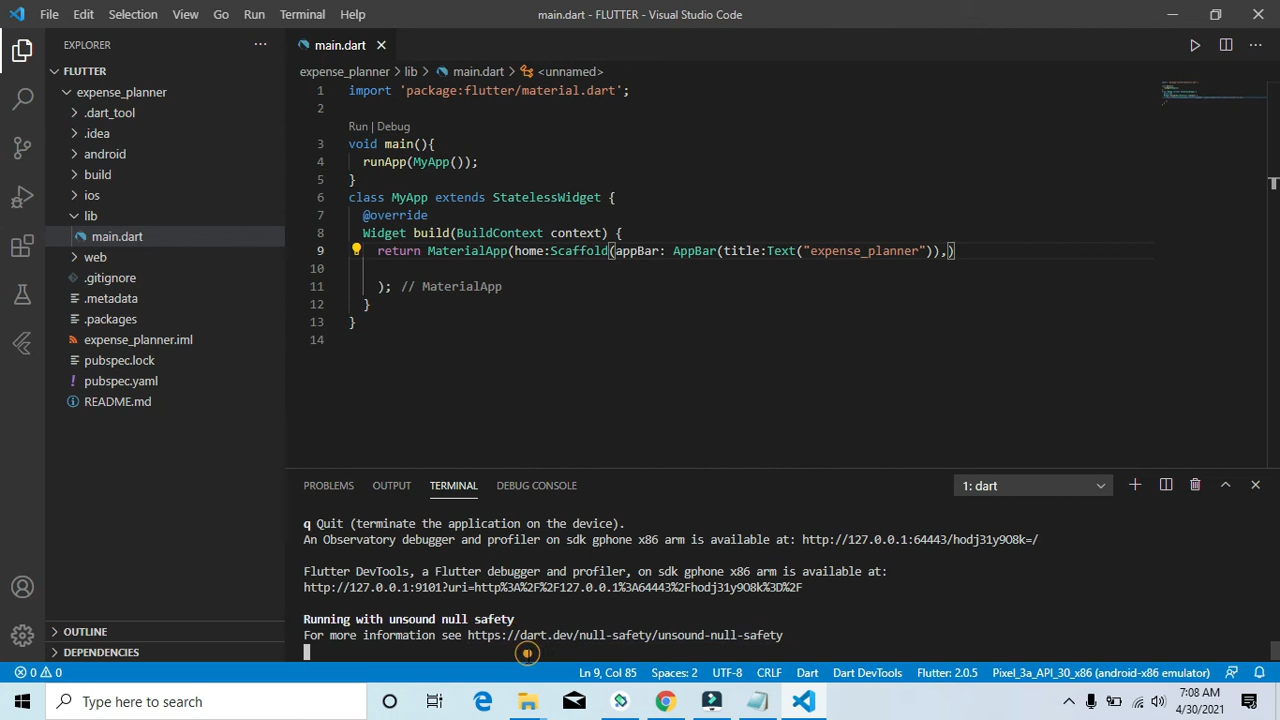 File Edit Selection View Go Run Terminal Help main.dart - FLUTTER - Visual Studio Code
EXPLORER
FLUTTER
expense_planner
.dart_tool
.idea
android
build
ios
lib
main.dart
web
.gitignore
.metadata
.packages
expense_planner.iml
pubspec.lock
pubspec.yaml
README.md
OUTLINE
DEPENDENCIES
main.dart
expense_planner lib main.dart <unnamed>
1 import 'package:flutter/material.dart';
2
Run | Debug
3 void main(){
4 runApp(MyApp());
5 }
6 class MyApp extends StatelessWidget {
7 @override
8 Widget build(BuildContext context) {
9 return MaterialApp(home:Scaffold(appBar: AppBar(title:Text("expense_planner")),)
10
11 ); // MaterialApp
12 }
13 }
14
PROBLEMS OUTPUT TERMINAL DEBUG CONSOLE 1: dart
q Quit (terminate the application on the device).
An Observatory debugger and profiler on sdk gphone x86 arm is available at: http://127.0.0.1:64443/hodj31y9O8k=/
Flutter DevTools, a Flutter debugger and profiler, on sdk gphone x86 arm is available at:
http://127.0.0.1:9101?uri=http%3A%2F%2F127.0.0.1%3A64443%2Fhodj31y9O8k%3D%2F
Running with unsound null safety
For more information see https://dart.dev/null-safety/unsound-null-safety
0 0 Ln 9, Col 85 Spaces: 2 UTF-8 CRLF Dart Dart DevTools Flutter: 2.0.5 Pixel_3a_API_30_x86 (android-x86 emulator)
Type here to search
7:08 AM
4/30/2021